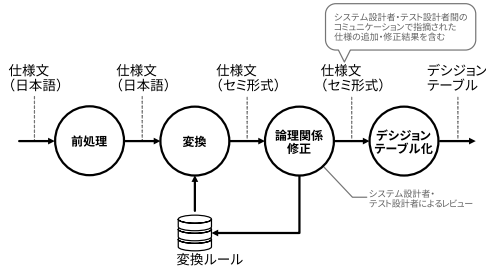 システム設計者・テスト設計者間の
コミュニケーションで指摘された
仕様の追加・修正結果を含む
仕様文
（日本語）
仕様文
（日本語）
仕様文
（セミ形式）
仕様文
（セミ形式）
デシジョン
テーブル
前処理
変換
論理関係
修正
デシジョン
テーブル化
システム設計者・
テスト設計者によるレビュー
変換ルール